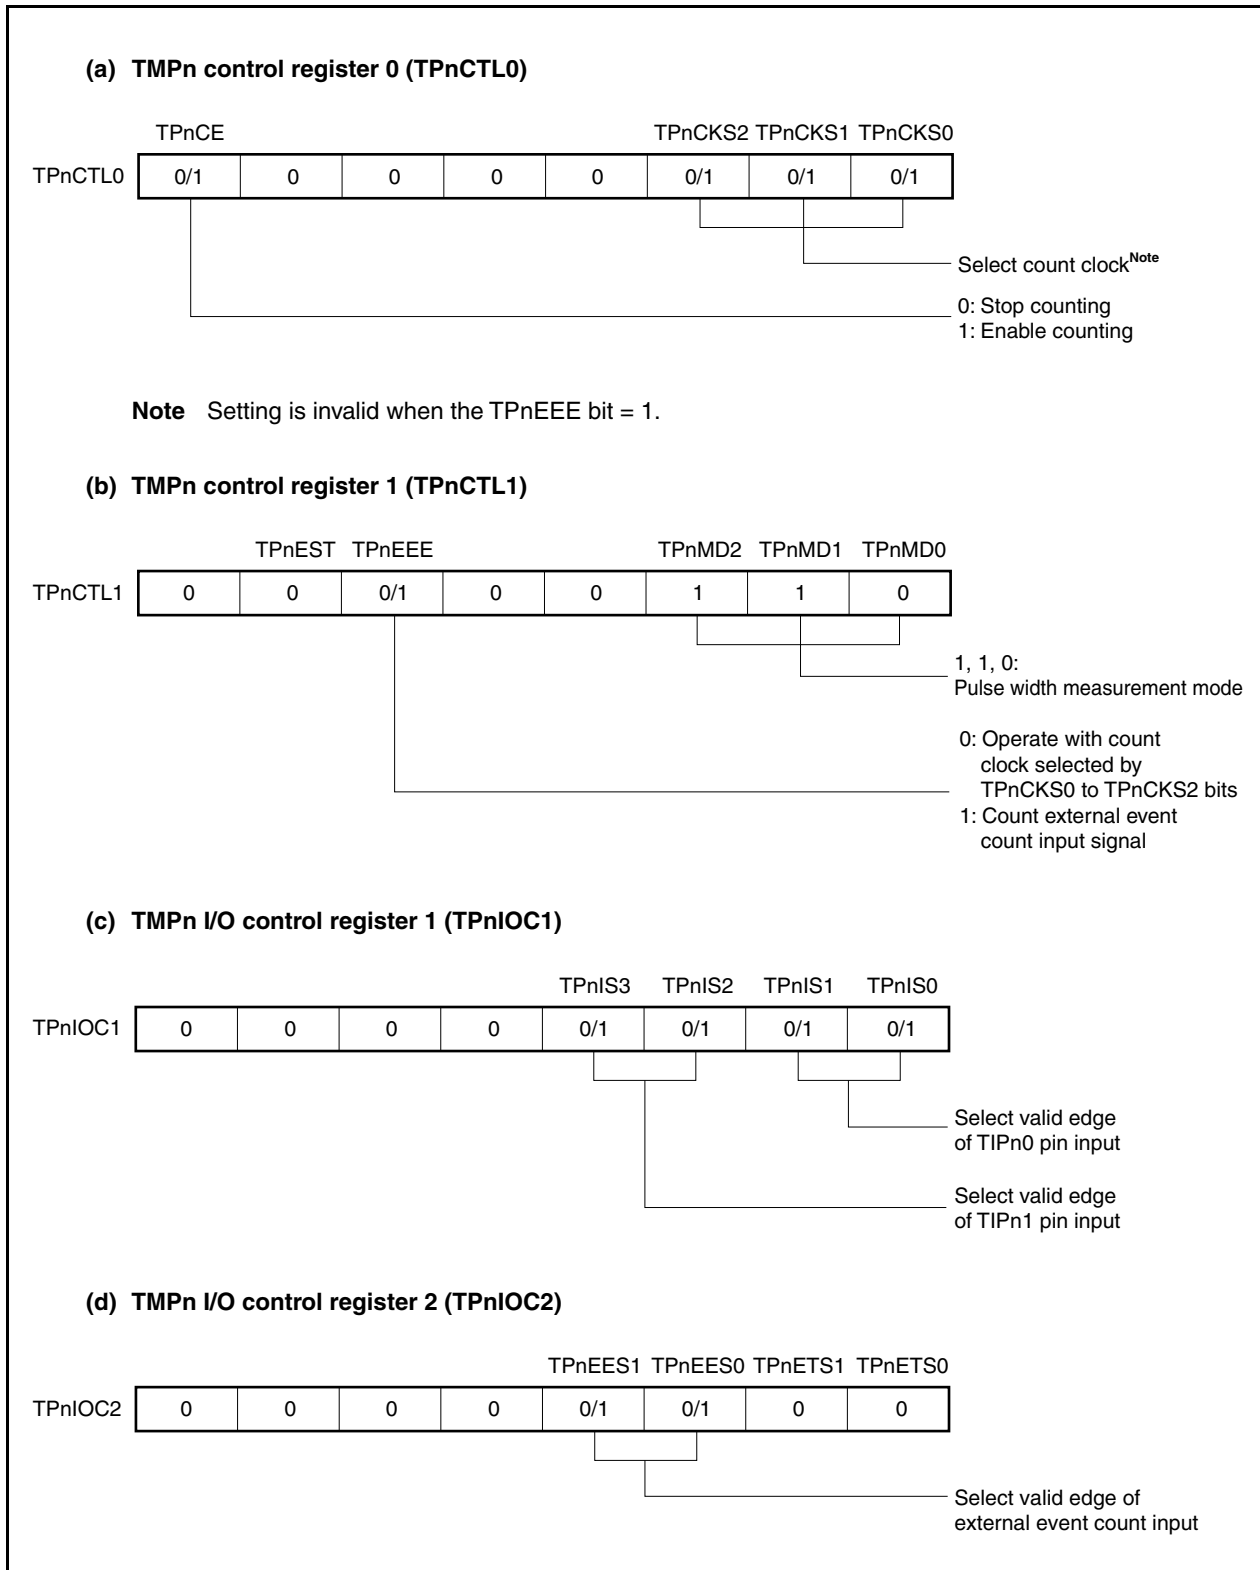 (a) TMPn control register 0 (TPnCTL0)
TPnCE TPnCKS2 TPnCKS1 TPnCKS0
TPnCTL0 0/1 0 0 0 0 0/1 0/1 0/1
Select count clockNote
0: Stop counting
1: Enable counting
Note Setting is invalid when the TPnEEE bit = 1.
(b) TMPn control register 1 (TPnCTL1)
TPnEST TPnEEE TPnMD2 TPnMD1 TPnMD0
TPnCTL1 0 0 0/1 0 0 1 1 0
1, 1, 0:
Pulse width measurement mode
0: Operate with count
clock selected by
TPnCKS0 to TPnCKS2 bits
1: Count external event
count input signal
(c) TMPn I/O control register 1 (TPnIOC1)
TPnIS3 TPnIS2 TPnIS1 TPnIS0
TPnIOC1 0 0 0 0 0/1 0/1 0/1 0/1
Select valid edge
of TIPn0 pin input
Select valid edge
of TIPn1 pin input
(d) TMPn I/O control register 2 (TPnIOC2)
TPnEES1 TPnEES0 TPnETS1 TPnETS0
TPnIOC2 0 0 0 0 0/1 0/1 0 0
Select valid edge of
external event count input